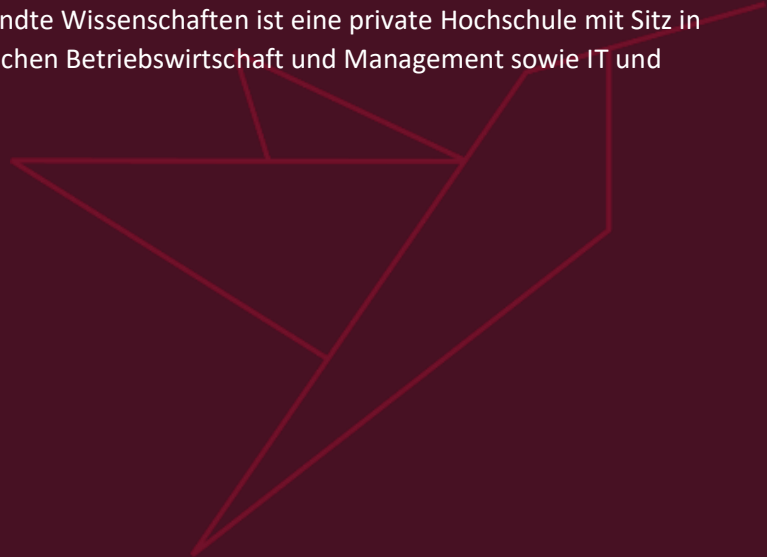 ndte Wissenschaften ist eine private Hochschule mit Sitz in
chen Betriebswirtschaft und Management sowie IT und